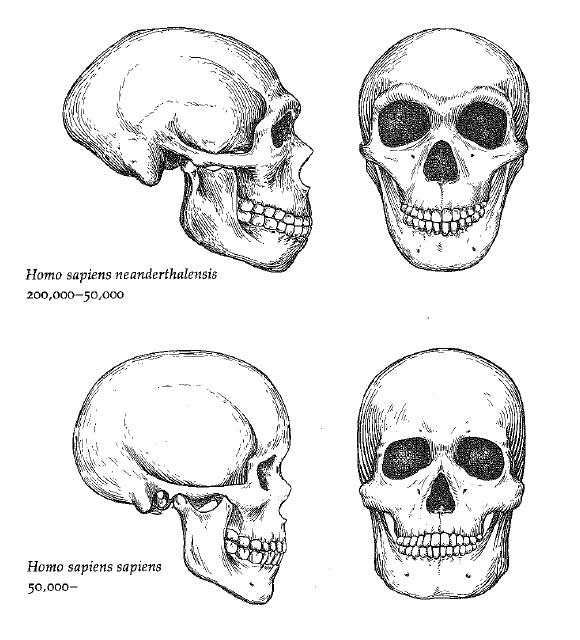 Homo sapiens neanderthalensis
200,000–50,000
Homo sapiens sapiens
50,000–